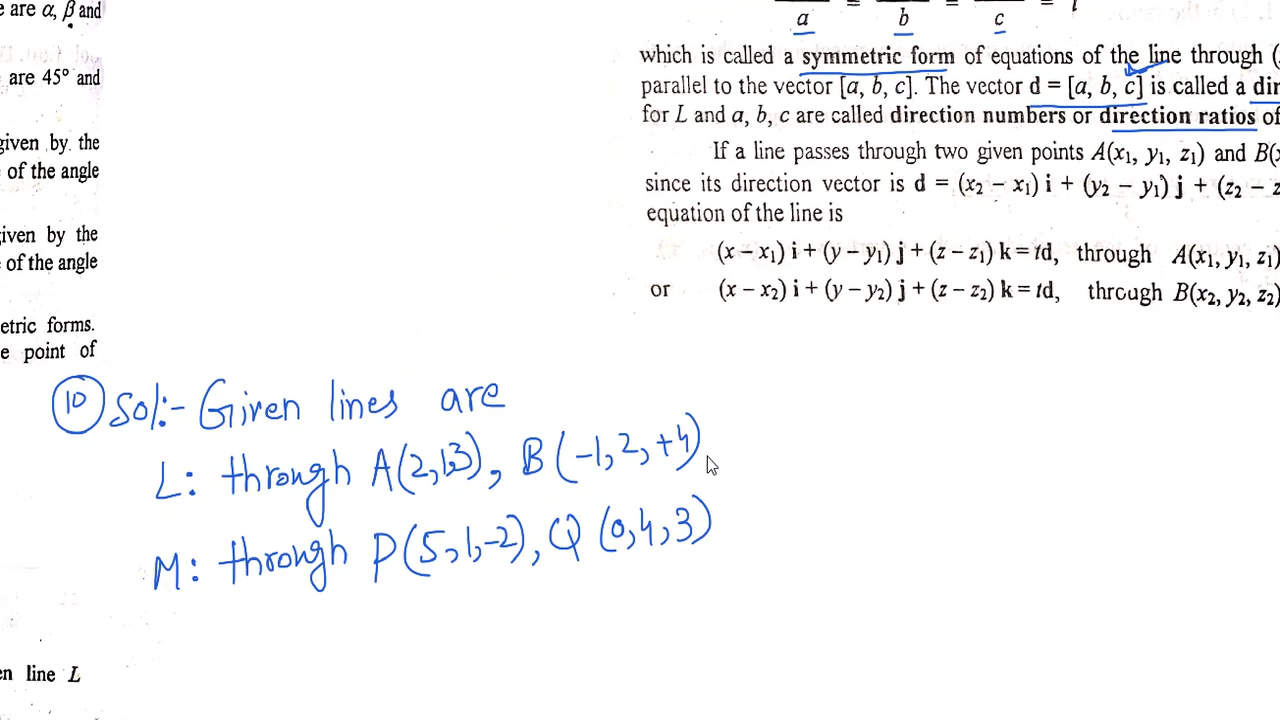 e are α, β and
are 45° and
given by the
of the angle
given by the
of the angle
etric forms.
e point of
en line L
a = b = c = t
which is called a symmetric form of equations of the line through (
parallel to the vector [a, b, c]. The vector d = [a, b, c] is called a dir
for L and a, b, c are called direction numbers or direction ratios of
If a line passes through two given points A(x₁, y₁, z₁) and B(x
since its direction vector is d = (x₂ – x₁) i + (y₂ – y₁) j + (z₂ – z
equation of the line is
(x – x₁) i + (y – y₁) j + (z – z₁) k = td, through A(x₁, y₁, z₁)
or (x – x₂) i + (y – y₂) j + (z – z₂) k = td, through B(x₂, y₂, z₂)
10 Sol:- Given lines are
L: through A(2,1,3), B(-1,2,+4)
M: through P(5,1,-2), Q(0,4,3)